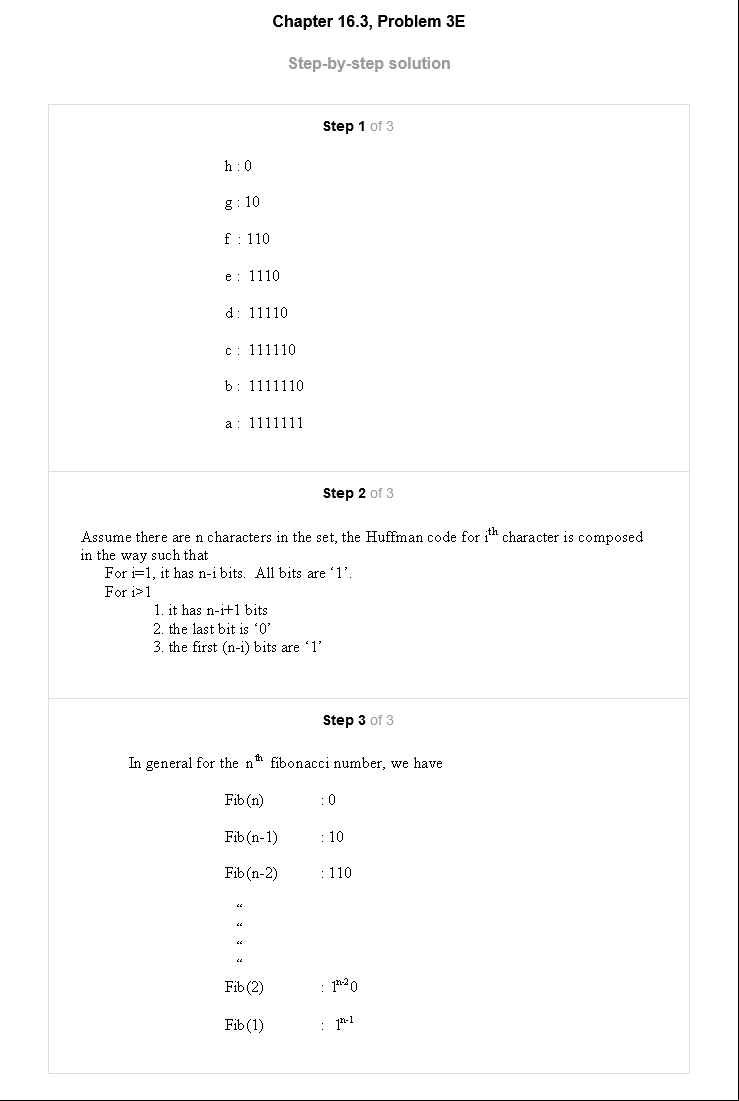 Chapter 16.3, Problem 3E
Step-by-step solution
Step 1 of 3
h : 0
g : 10
f : 110
e : 1110
d : 11110
c : 111110
b : 1111110
a : 1111111
Step 2 of 3
Assume there are n characters in the set, the Huffman code for i^th character is composed
in the way such that
For i=1, it has n-i bits. All bits are ‘1’.
For i>1
1. it has n-i+1 bits
2. the last bit is ‘0’
3. the first (n-i) bits are ‘1’
Step 3 of 3
In general for the n^th fibonacci number, we have
Fib(n) : 0
Fib(n-1) : 10
Fib(n-2) : 110
“
“
“
“
Fib(2) : 1^n-2 0
Fib(1) : 1^n-1